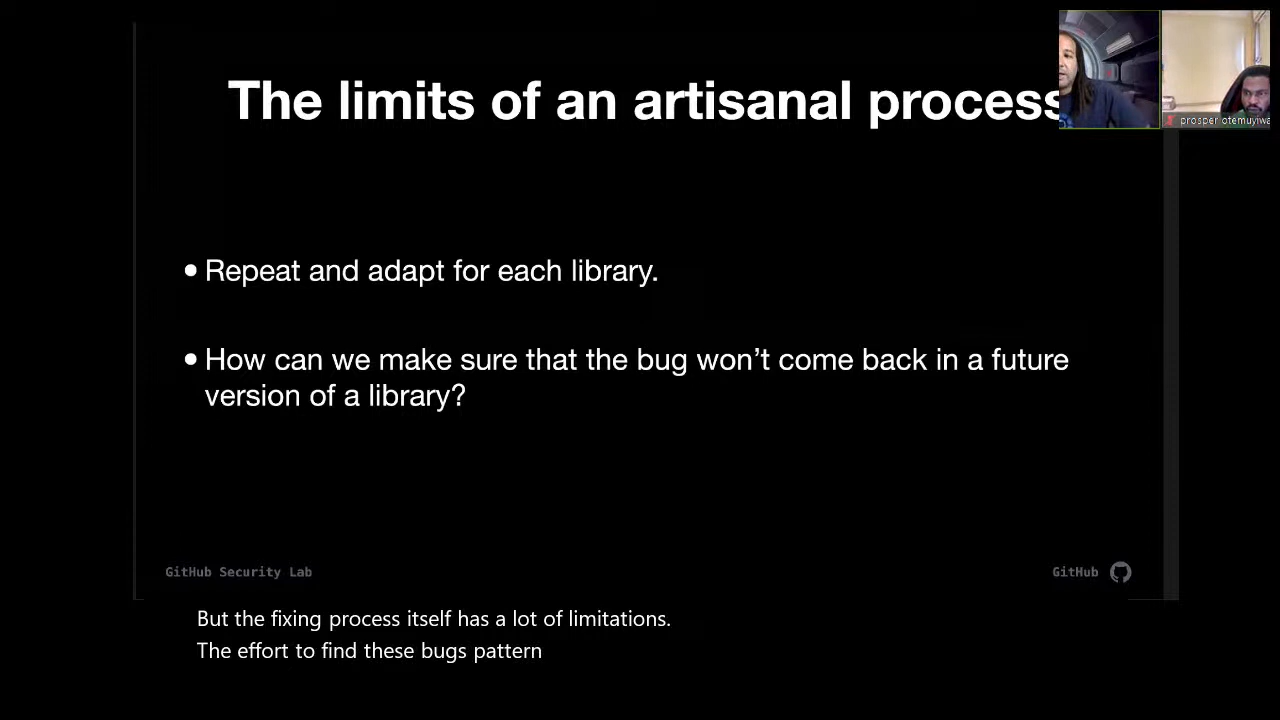 The limits of an artisanal process
prosper otemuyiwa
• Repeat and adapt for each library.
• How can we make sure that the bug won’t come back in a future
version of a library?
GitHub Security Lab
GitHub
But the fixing process itself has a lot of limitations.
The effort to find these bugs pattern